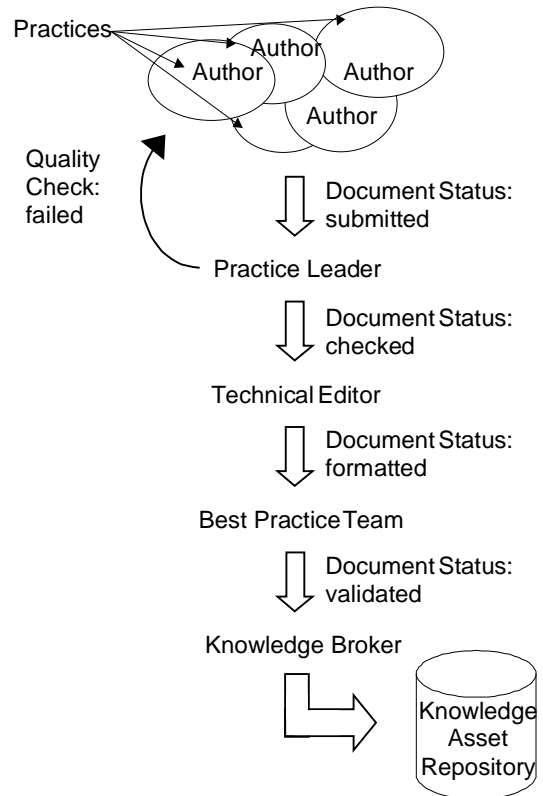 Practices
Author
Author
Author
Author
Quality
Check:
failed
Document Status:
submitted
Practice Leader
Document Status:
checked
Technical Editor
Document Status:
formatted
Best Practice Team
Document Status:
validated
Knowledge Broker
Knowledge
Asset
Repository